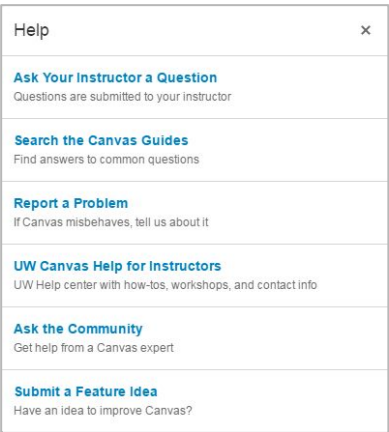 Help ×
Ask Your Instructor a Question
Questions are submitted to your instructor
Search the Canvas Guides
Find answers to common questions
Report a Problem
If Canvas misbehaves, tell us about it
UW Canvas Help for Instructors
UW Help center with how-tos, workshops, and contact info
Ask the Community
Get help from a Canvas expert
Submit a Feature Idea
Have an idea to improve Canvas?